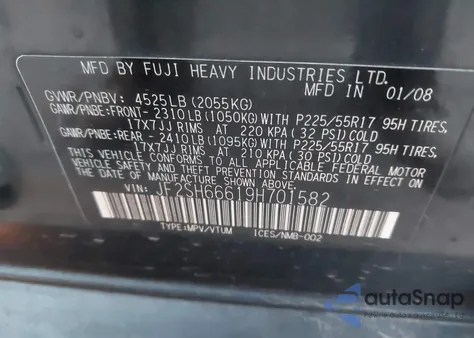 MFD BY FUJI HEAVY INDUSTRIES LTD.
MFD. IN 01/08
GVWR/PNBV: 4525LB (2055KG)
GAWR/PNBE: FRONT- 2310LB (1050KG) WITH P225/55R17 95H TIRES,
17X7JJ RIMS AT 220 KPA (32 PSI) COLD
GAWR/PNBE: REAR - 2410LB (1095KG) WITH P225/55R17 95H TIRES,
17X7JJ RIMS AT 210 KPA (30 PSI) COLD
THIS VEHICLE CONFORMS TO ALL APPLICABLE FEDERAL MOTOR
VEHICLE SAFETY AND THEFT PREVENTION STANDARDS IN EFFECT ON
THE DATE OF MANUFACTURE SHOWN ABOVE.
VIN: JF2SH66619H701582
TYPE: MPV/VTUM ICES/NMB-002
autoSnap